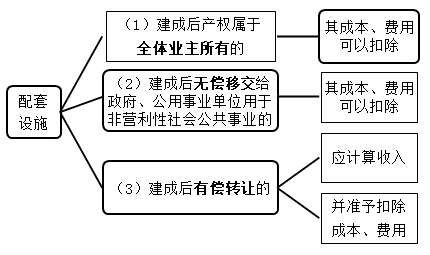 配套
设施
（1）建成后产权属于
全体业主所有的
其成本、费用
可以扣除
（2）建成后无偿移交给
政府、公用事业单位用于
非营利性社会公共事业的
其成本、费用
可以扣除
（3）建成后有偿转让的
应计算收入
并准予扣除
成本、费用